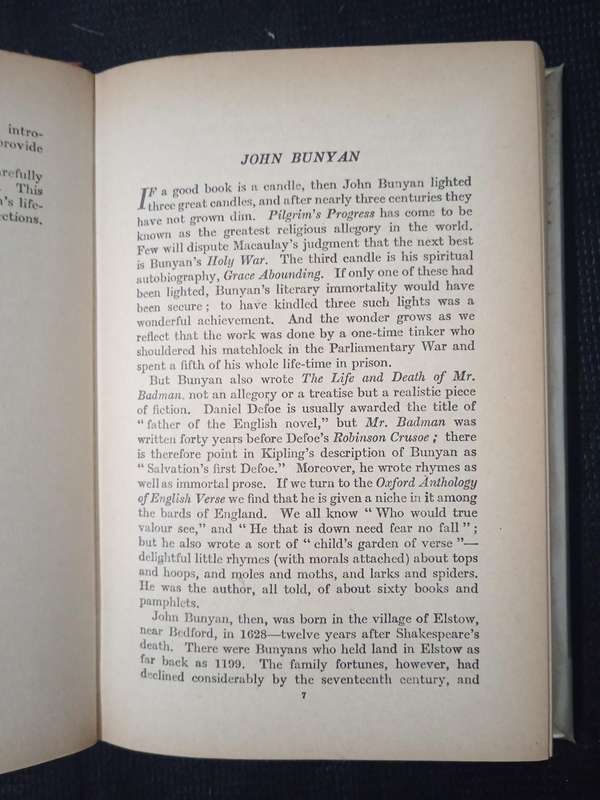 intro-
provide
carefully
This
's life-
ections.
JOHN BUNYAN
IF a good book is a candle, then John Bunyan lighted
three great candles, and after nearly three centuries they
have not grown dim. Pilgrim's Progress has come to be
known as the greatest religious allegory in the world.
Few will dispute Macaulay's judgment that the next best
is Bunyan's Holy War. The third candle is his spiritual
autobiography, Grace Abounding. If only one of these had
been lighted, Bunyan's literary immortality would have
been secure; to have kindled three such lights was a
wonderful achievement. And the wonder grows as we
reflect that the work was done by a one-time tinker who
shouldered his matchlock in the Parliamentary War and
spent a fifth of his whole life-time in prison.
But Bunyan also wrote The Life and Death of Mr.
Badman, not an allegory or a treatise but a realistic piece
of fiction. Daniel Defoe is usually awarded the title of
"father of the English novel," but Mr. Badman was
written forty years before Defoe's Robinson Crusoe; there
is therefore point in Kipling's description of Bunyan as
"Salvation's first Defoe." Moreover, he wrote rhymes as
well as immortal prose. If we turn to the Oxford Anthology
of English Verse we find that he is given a niche in it among
the bards of England. We all know "Who would true
valour see," and "He that is down need fear no fall";
but he also wrote a sort of "child's garden of verse"—
delightful little rhymes (with morals attached) about tops
and hoops, and moles and moths, and larks and spiders.
He was the author, all told, of about sixty books and
pamphlets.
John Bunyan, then, was born in the village of Elstow,
near Bedford, in 1628—twelve years after Shakespeare's
death. There were Bunyans who held land in Elstow as
far back as 1199. The family fortunes, however, had
declined considerably by the seventeenth century, and
7